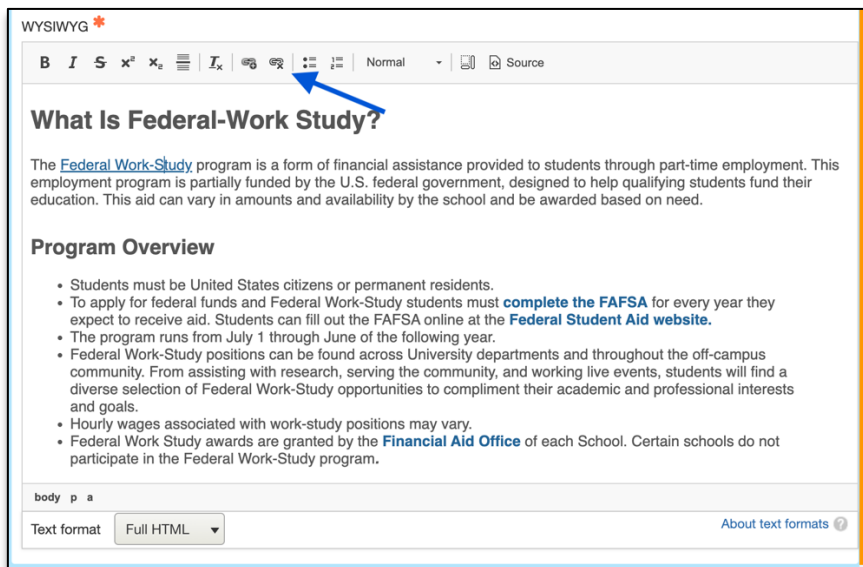 WYSIWYG *
B I S x² x₂ Tx Normal Source
What Is Federal-Work Study?
The Federal Work-Study program is a form of financial assistance provided to students through part-time employment. This
employment program is partially funded by the U.S. federal government, designed to help qualifying students fund their
education. This aid can vary in amounts and availability by the school and be awarded based on need.
Program Overview
• Students must be United States citizens or permanent residents.
• To apply for federal funds and Federal Work-Study students must complete the FAFSA for every year they
expect to receive aid. Students can fill out the FAFSA online at the Federal Student Aid website.
• The program runs from July 1 through June of the following year.
• Federal Work-Study positions can be found across University departments and throughout the off-campus
community. From assisting with research, serving the community, and working live events, students will find a
diverse selection of Federal Work-Study opportunities to compliment their academic and professional interests
and goals.
• Hourly wages associated with work-study positions may vary.
• Federal Work Study awards are granted by the Financial Aid Office of each School. Certain schools do not
participate in the Federal Work-Study program.
body p a
Text format Full HTML About text formats ?